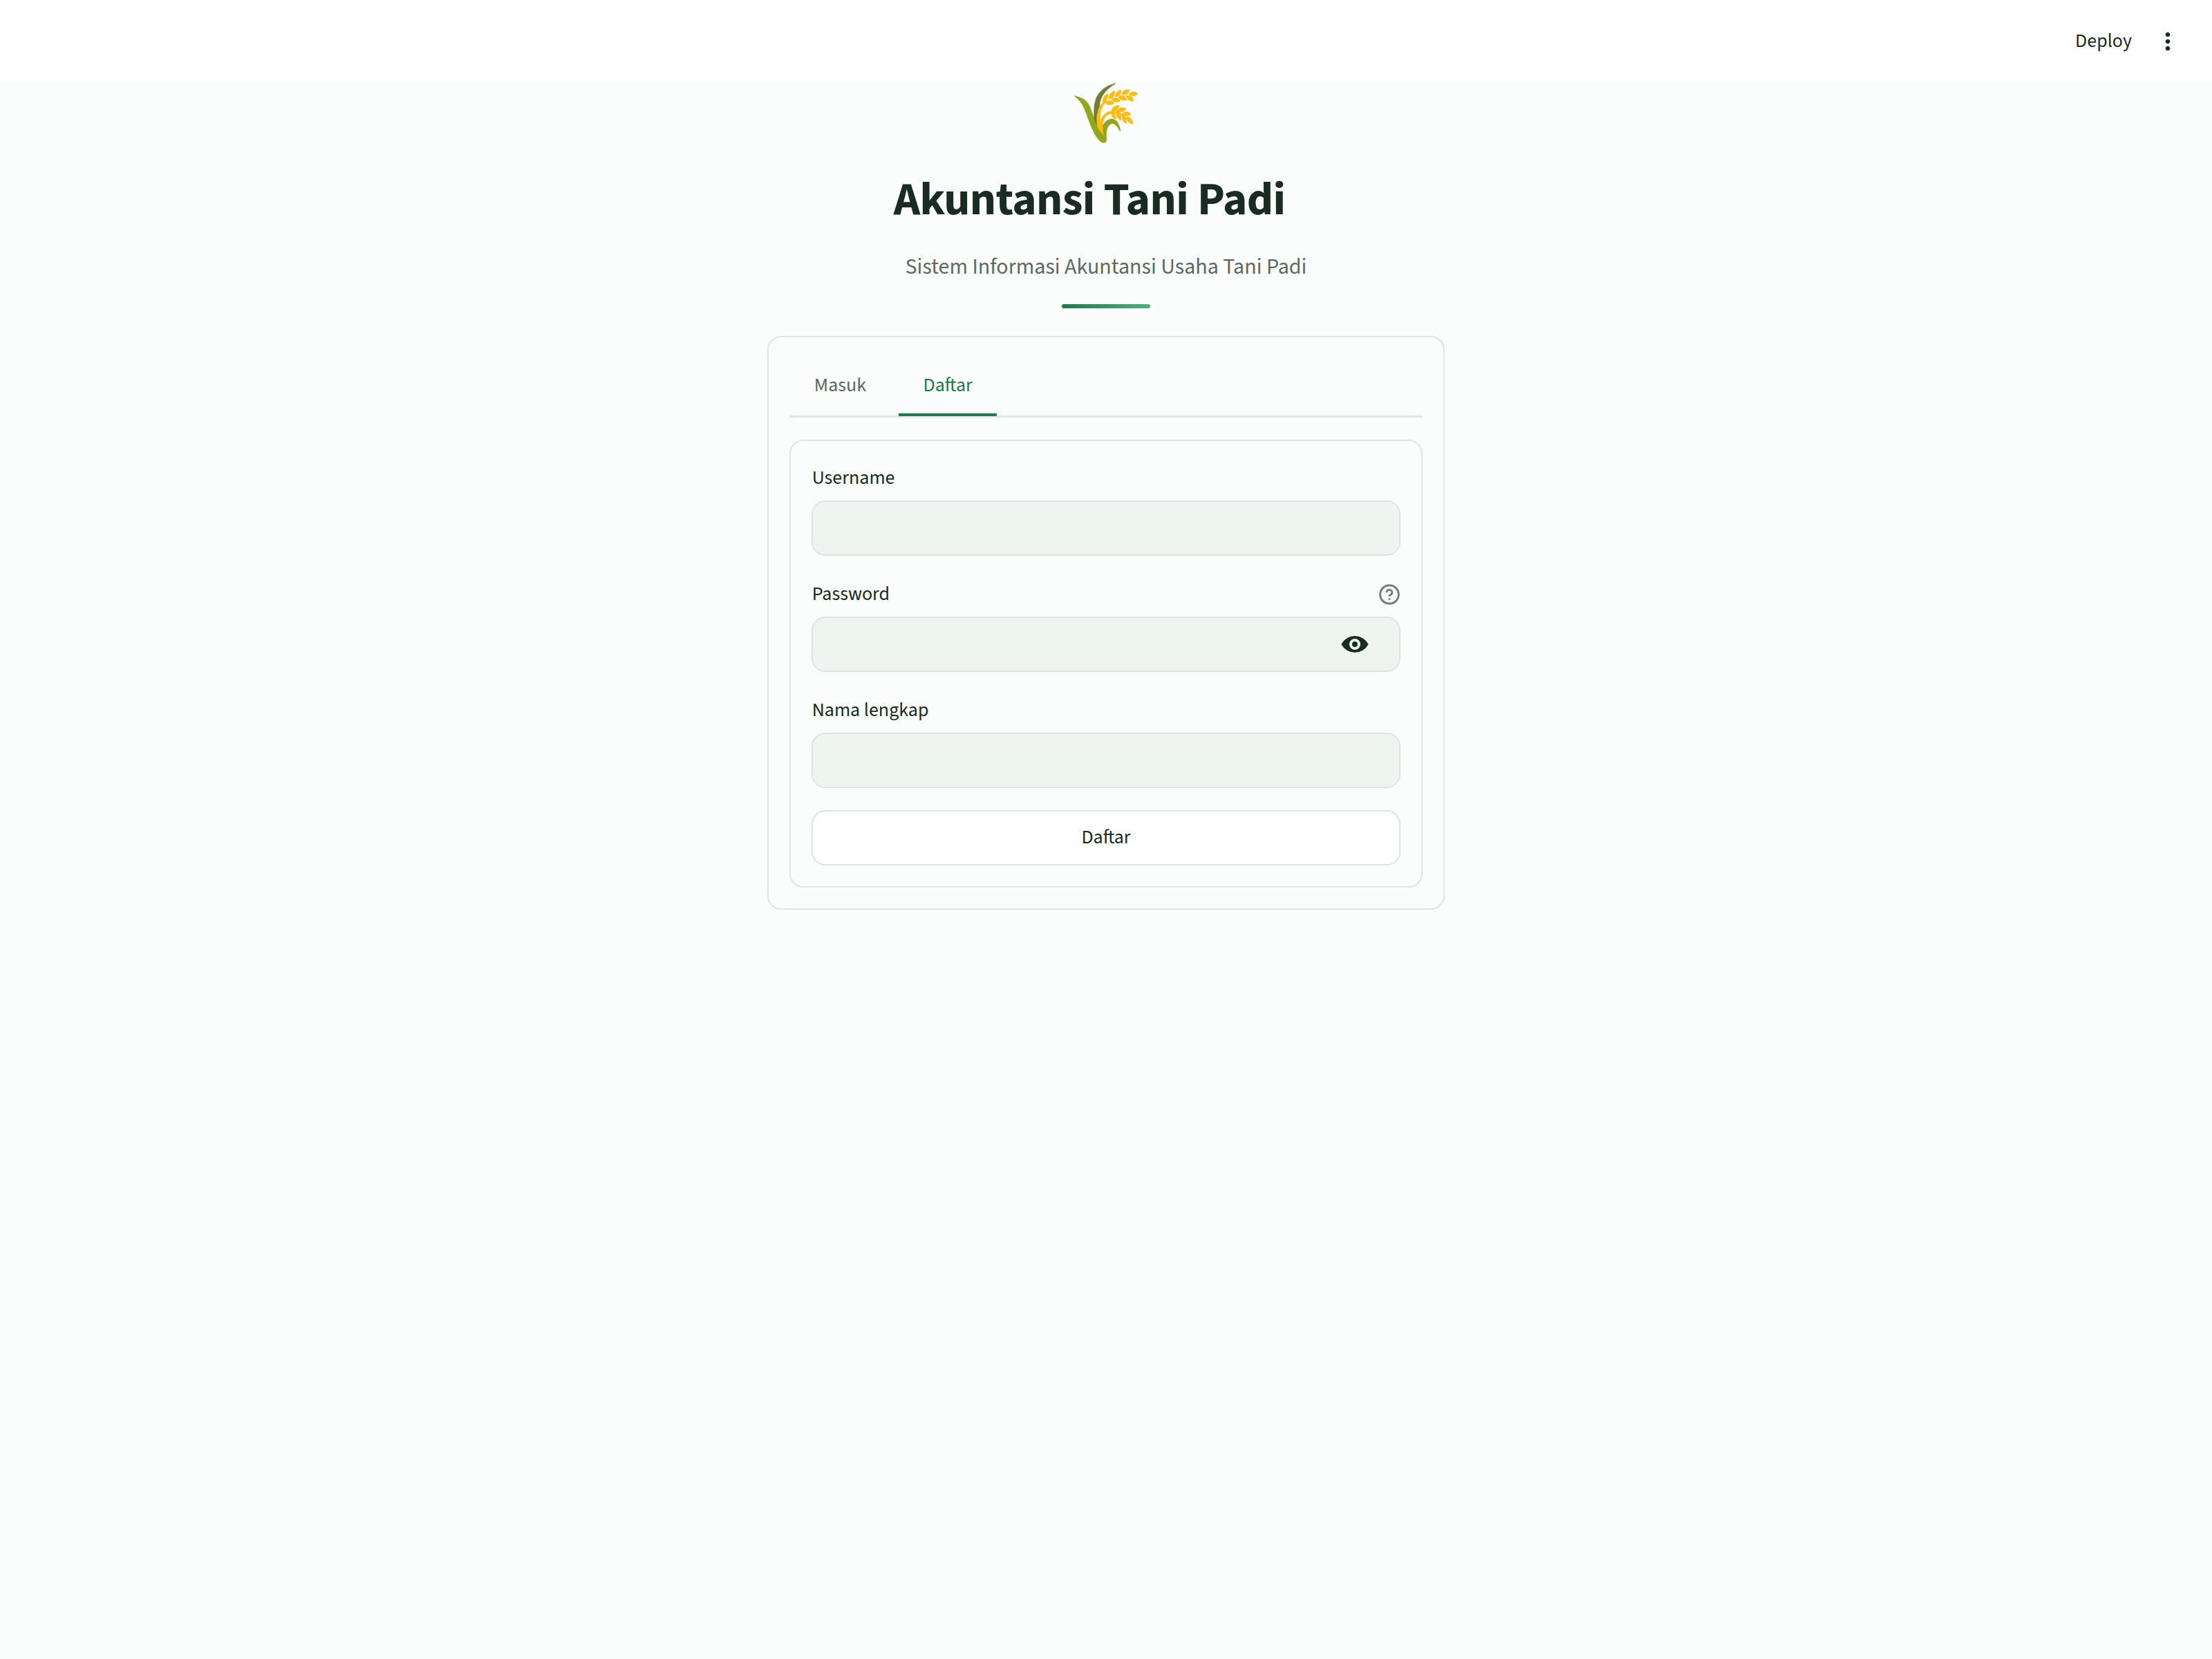 Deploy
Akuntansi Tani Padi
Sistem Informasi Akuntansi Usaha Tani Padi
Masuk Daftar
Username
Password
Nama lengkap
Daftar